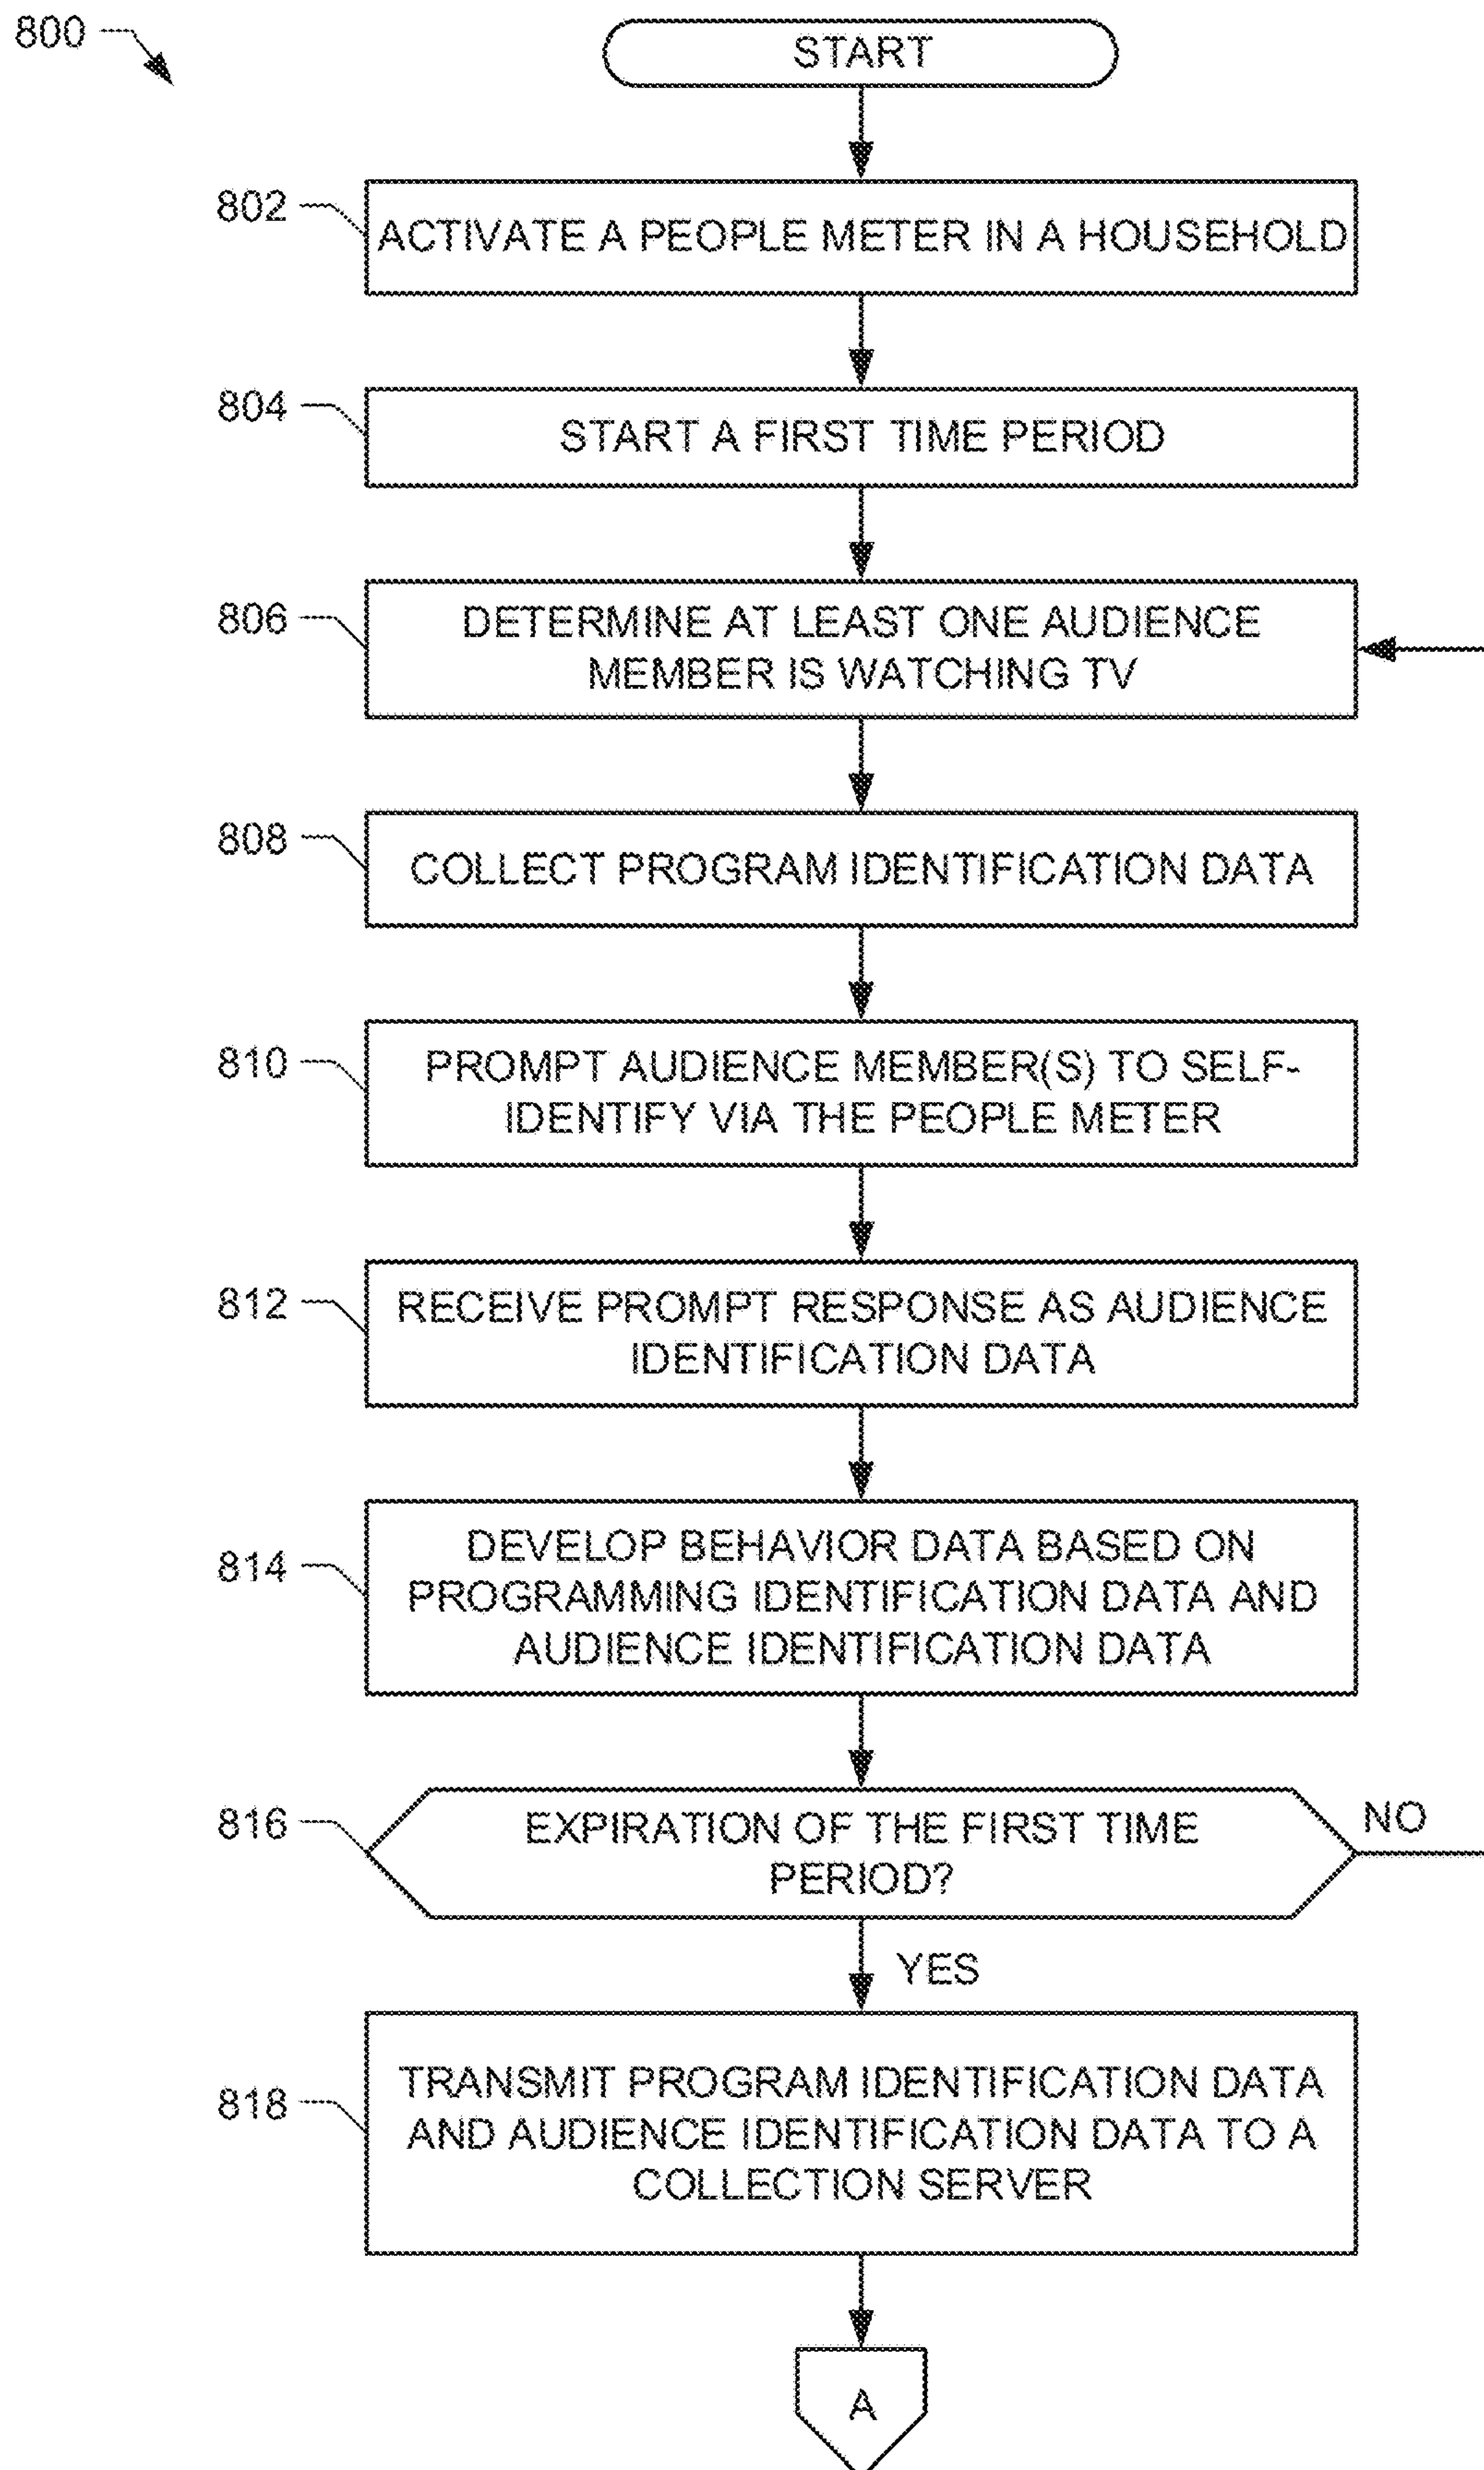 800
START
802
ACTIVATE A PEOPLE METER IN A HOUSEHOLD
804
START A FIRST TIME PERIOD
806
DETERMINE AT LEAST ONE AUDIENCE
MEMBER IS WATCHING TV
808
COLLECT PROGRAM IDENTIFICATION DATA
810
PROMPT AUDIENCE MEMBER(S) TO SELF-
IDENTIFY VIA THE PEOPLE METER
812
RECEIVE PROMPT RESPONSE AS AUDIENCE
IDENTIFICATION DATA
814
DEVELOP BEHAVIOR DATA BASED ON
PROGRAMMING IDENTIFICATION DATA AND
AUDIENCE IDENTIFICATION DATA
816
EXPIRATION OF THE FIRST TIME
PERIOD?
NO
YES
818
TRANSMIT PROGRAM IDENTIFICATION DATA
AND AUDIENCE IDENTIFICATION DATA TO A
COLLECTION SERVER
A